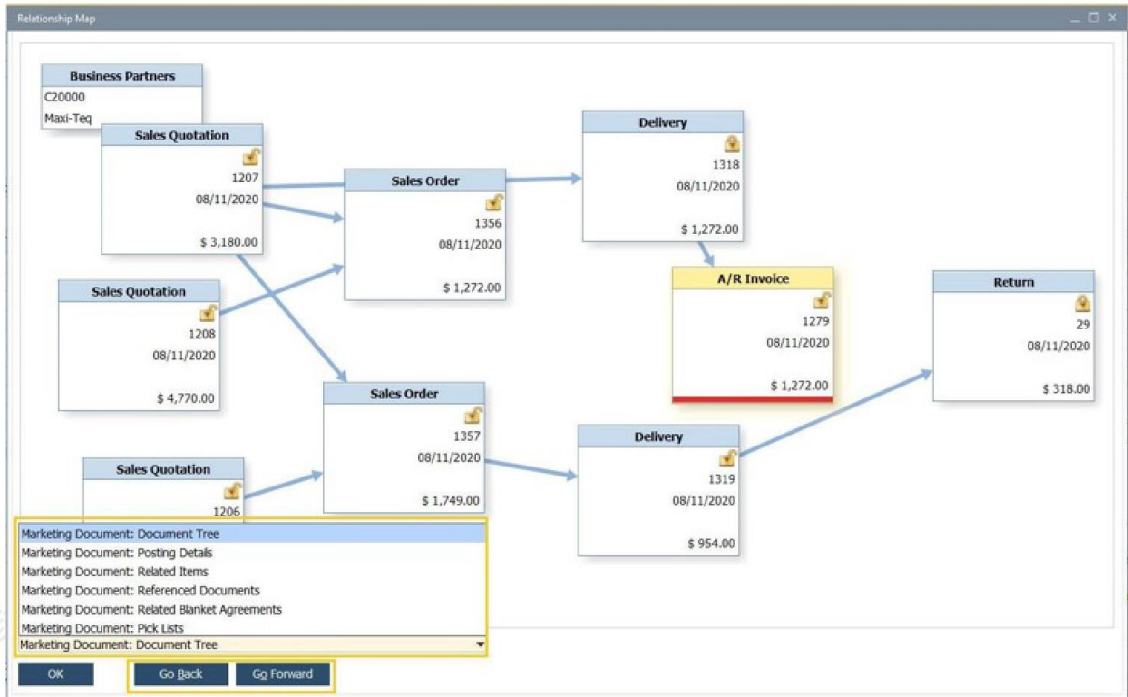 Relationship Map
Business Partners
C20000
Maxi-Teq
Sales Quotation
1207
08/11/2020
$ 3,180.00
Sales Order
1356
08/11/2020
$ 1,272.00
Delivery
1318
08/11/2020
$ 1,272.00
A/R Invoice
1279
08/11/2020
$ 1,272.00
Return
29
08/11/2020
$ 318.00
Sales Quotation
1208
08/11/2020
$ 4,770.00
Sales Order
1357
08/11/2020
$ 1,749.00
Delivery
1319
08/11/2020
$ 954.00
Sales Quotation
1206
Marketing Document: Document Tree
Marketing Document: Posting Details
Marketing Document: Related Items
Marketing Document: Referenced Documents
Marketing Document: Related Blanket Agreements
Marketing Document: Pick Lists
Marketing Document: Document Tree
OK
Go Back
Go Forward